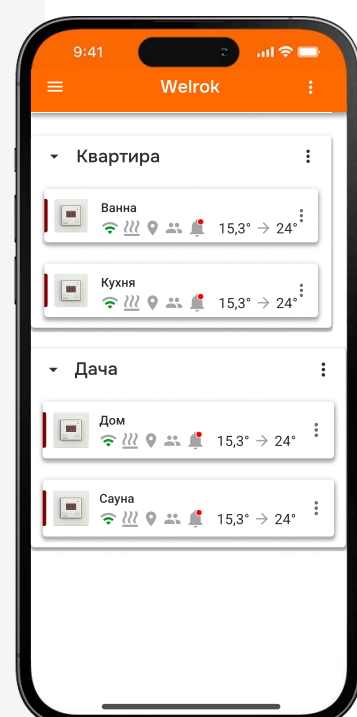 9:41
Welrok
Квартира
Ванна
15,3° → 24°
Кухня
15,3° → 24°
Дача
Дом
15,3° → 24°
Сауна
15,3° → 24°